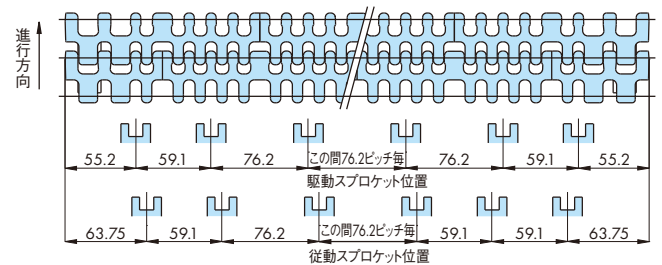 進行方向
55.2 59.1 76.2 この間76.2ピッチ毎 76.2 59.1 55.2
駆動スプロケット位置
63.75 59.1 76.2 この間76.2ピッチ毎 59.1 59.1 63.75
従動スプロケット位置